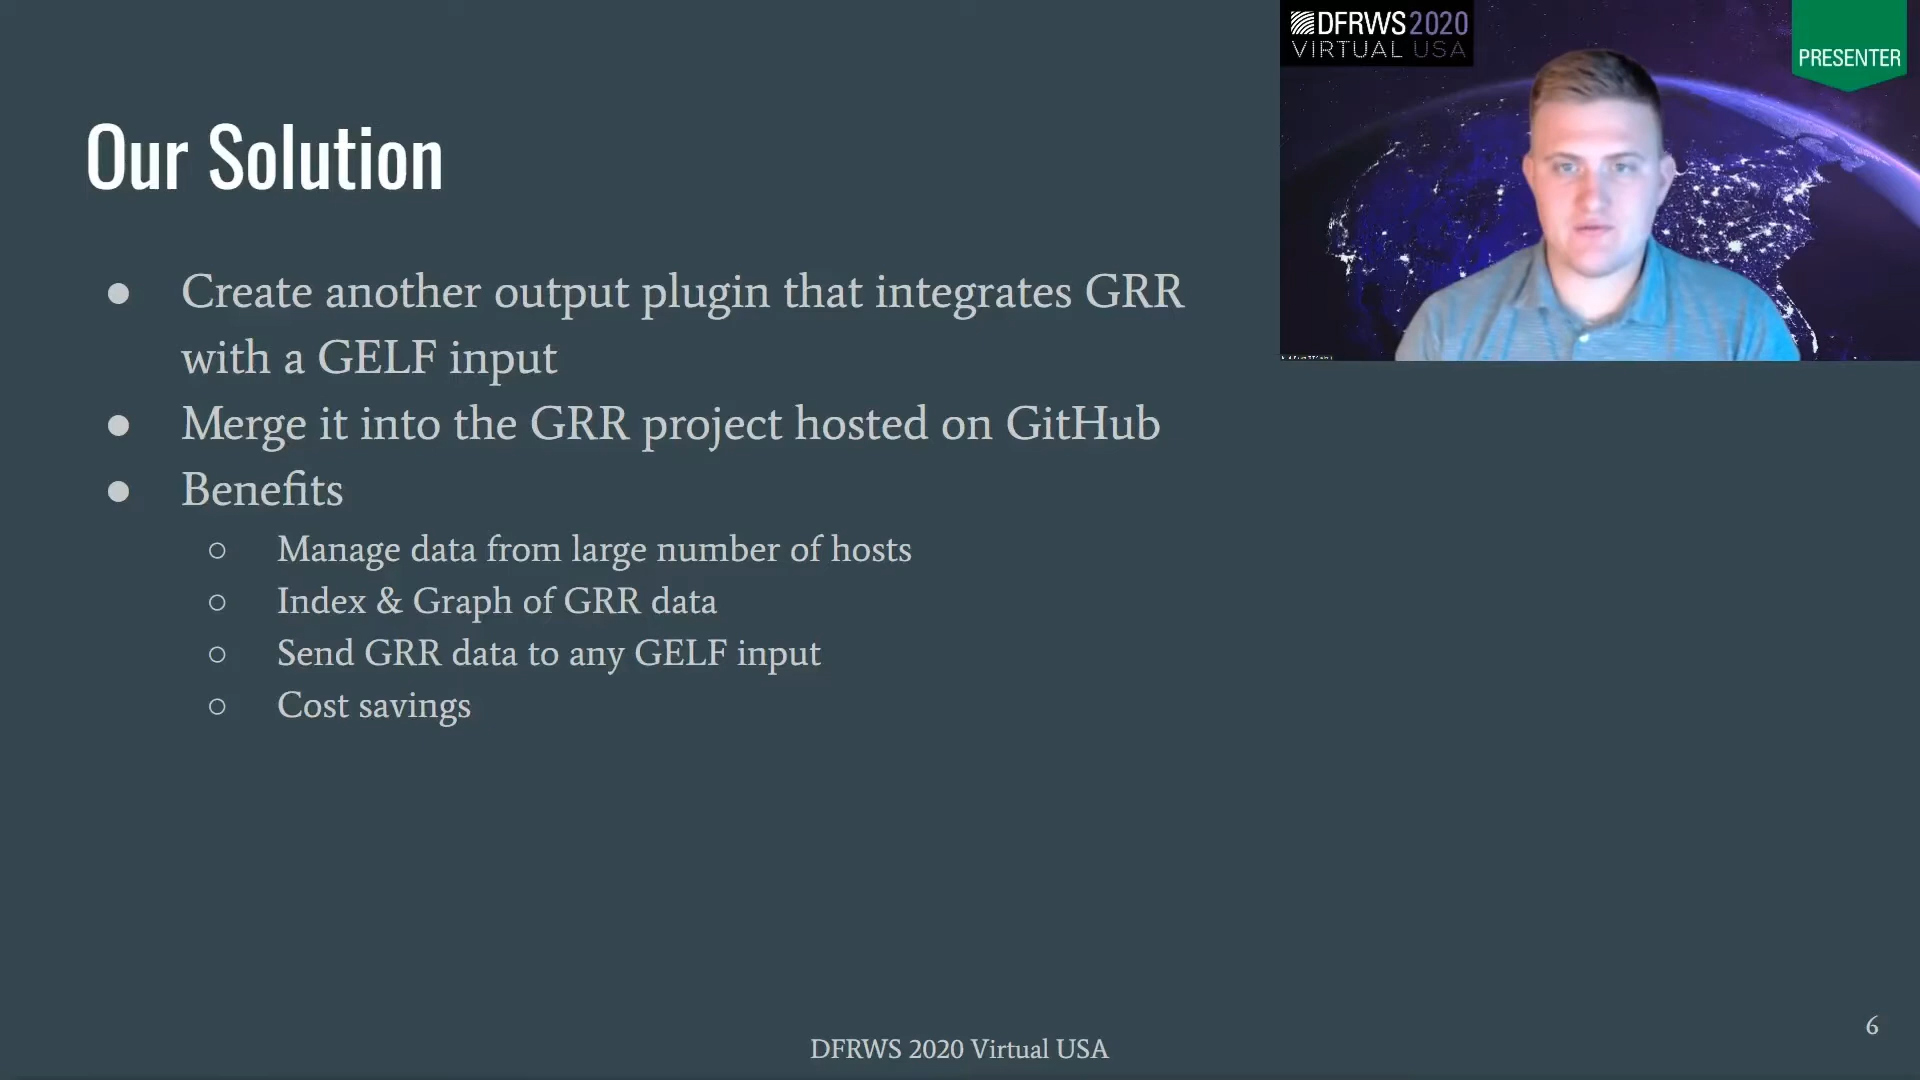 Our Solution
● Create another output plugin that integrates GRR
with a GELF input
● Merge it into the GRR project hosted on GitHub
● Benefits
○ Manage data from large number of hosts
○ Index & Graph of GRR data
○ Send GRR data to any GELF input
○ Cost savings
DFRWS 2020
VIRTUAL USA
PRESENTER
DFRWS 2020 Virtual USA
6